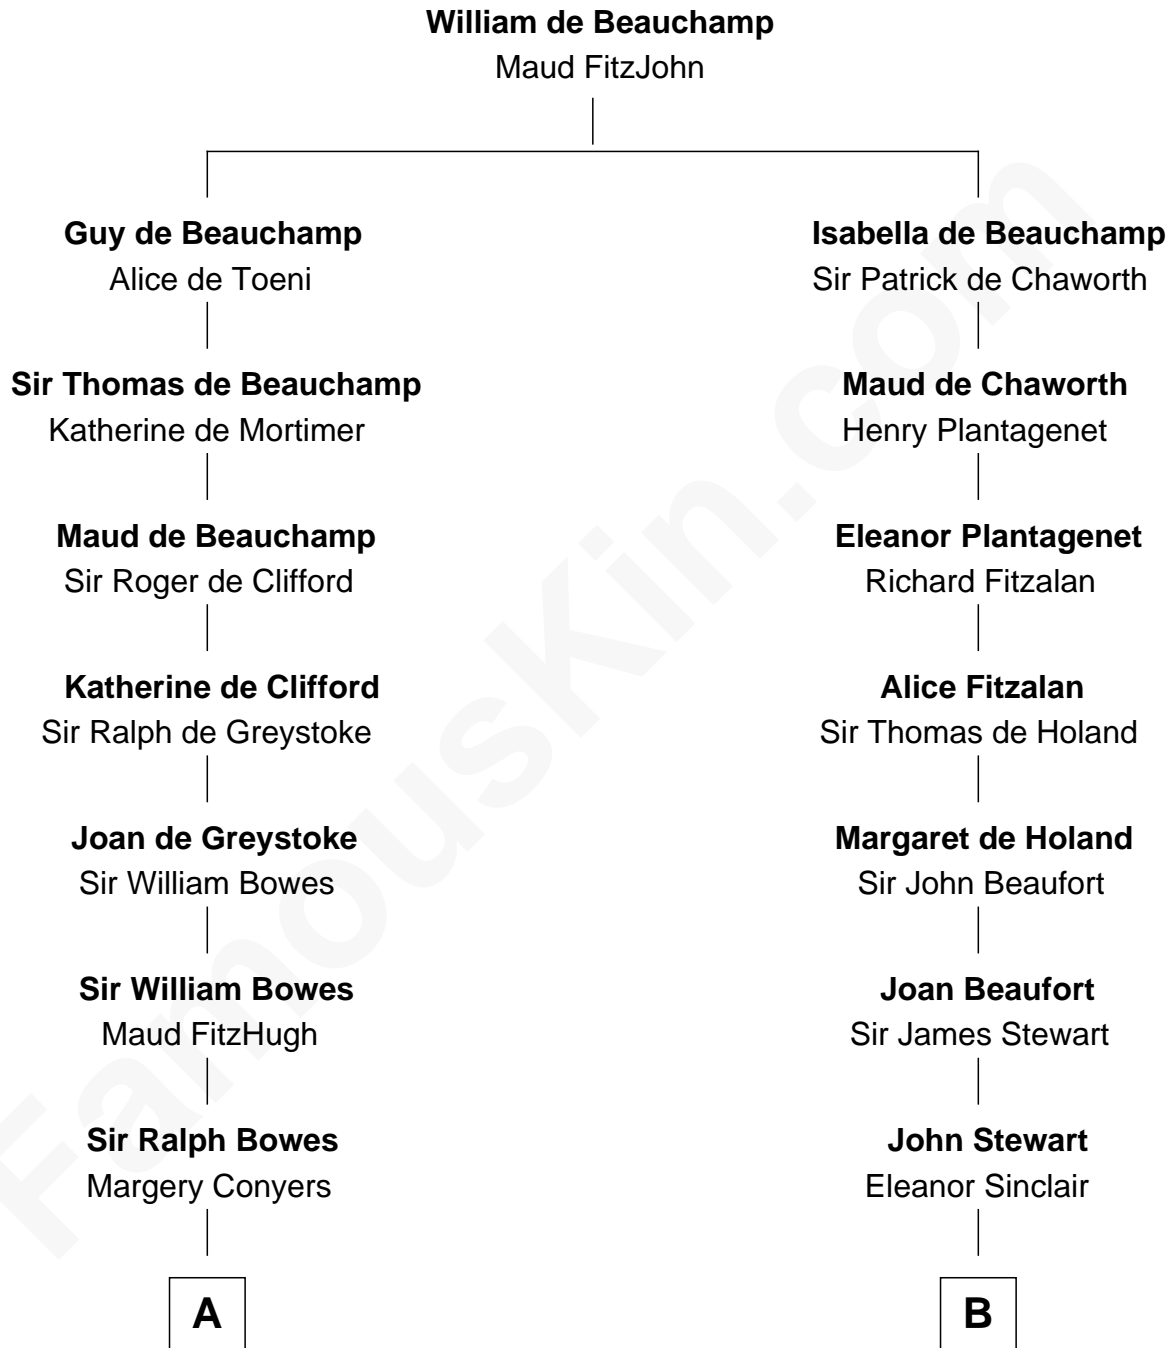 William de Beauchamp
Maud FitzJohn
Guy de Beauchamp
Alice de Toeni
Isabella de Beauchamp
Sir Patrick de Chaworth
Sir Thomas de Beauchamp
Katherine de Mortimer
Maud de Chaworth
Henry Plantagenet
Maud de Beauchamp
Sir Roger de Clifford
Eleanor Plantagenet
Richard Fitzalan
Katherine de Clifford
Sir Ralph de Greystoke
Alice Fitzalan
Sir Thomas de Holand
Joan de Greystoke
Sir William Bowes
Margaret de Holand
Sir John Beaufort
Sir William Bowes
Maud FitzHugh
Joan Beaufort
Sir James Stewart
Sir Ralph Bowes
Margery Conyers
John Stewart
Eleanor Sinclair
A
B
FamousKin.com